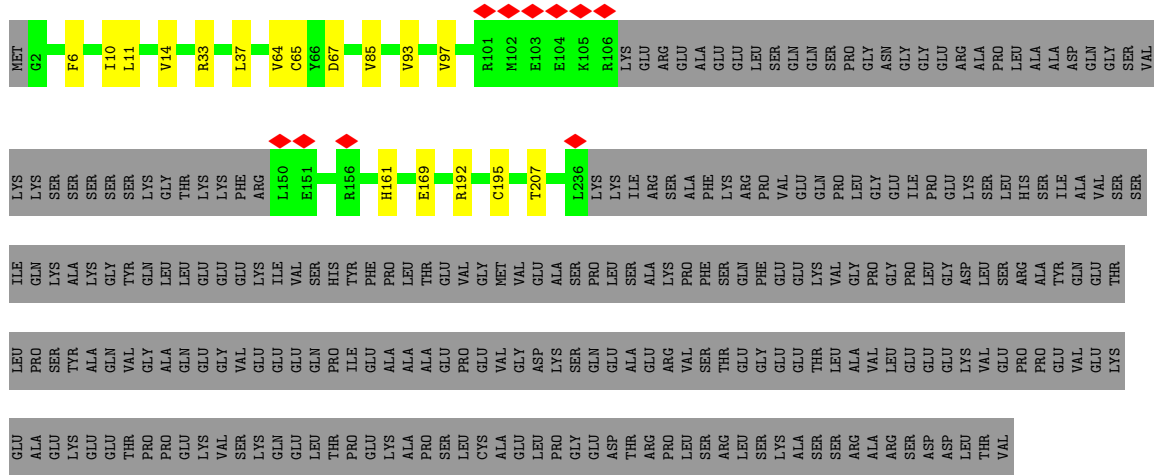 MET G2 F6 I10 L11 V14 R33 L37 V64 C65 Y66 D67 V85 V93 V97 R101 M102 E103 E104 K105 R106 LYS GLU ARG GLU ALA GLU GLU LEU SER GLN GLN SER PRO GLY ASN GLY GLY GLU ARG ALA PRO LEU ALA ALA ASP GLN GLY SER VAL
LYS LYS SER SER SER SER SER LYS GLY THR LYS LYS PHE ARG L150 E151 R156 H161 E169 R192 C195 T207 L236 LYS LYS ILE ARG SER ALA PHE LYS ARG PRO VAL GLU GLN PRO LEU GLY GLU ILE PRO GLU LYS SER LEU HIS SER ILE ALA VAL SER SER
ILE GLN LYS ALA LYS GLY TYR GLN LEU LEU GLU GLU GLU LYS ILE VAL SER HIS TYR PHE PRO LEU THR GLU VAL GLY MET VAL GLU ALA SER PRO LEU SER ALA LYS PRO PHE SER GLN PHE GLU GLU LYS VAL GLY PRO GLY PRO LEU GLY ASP LEU SER ARG ALA TYR GLN GLU THR
LEU PRO SER TYR ALA GLN VAL GLY ALA GLN GLU GLY VAL GLU GLU GLU GLN PRO ILE GLU ALA ALA ALA GLU PRO GLU VAL GLY ASP LYS SER GLN GLU ALA GLU ARG VAL SER THR GLU GLY GLU GLU THR LEU ALA VAL LEU GLU GLU GLU LYS VAL GLU PRO PRO GLU VAL GLU LYS
GLU ALA GLU LYS GLU GLU THR PRO PRO GLU LYS VAL SER LYS GLN GLU LEU THR PRO GLU LYS ALA PRO SER LEU CYS ALA GLU LEU PRO GLY GLU ASP THR ARG PRO LEU SER ARG LEU SER LYS ALA SER SER ARG ALA ARG SER ASP ASP LEU THR VAL